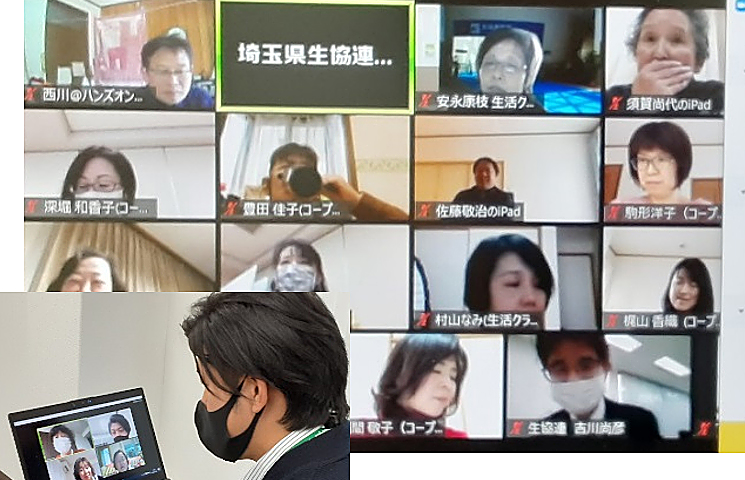 埼玉県生協連...
西川@ハンズオン...
安永康枝 生活ク...
須賀尚代のiPad
深堀 和香子(コー...
豊田 佳子(コープ...
佐藤敬治のiPad
駒形洋子（コープ...
村山なみ(生活クラ...
梶山 香織（コープ...
間 敬子（コープ...
生協連 吉川尚彦